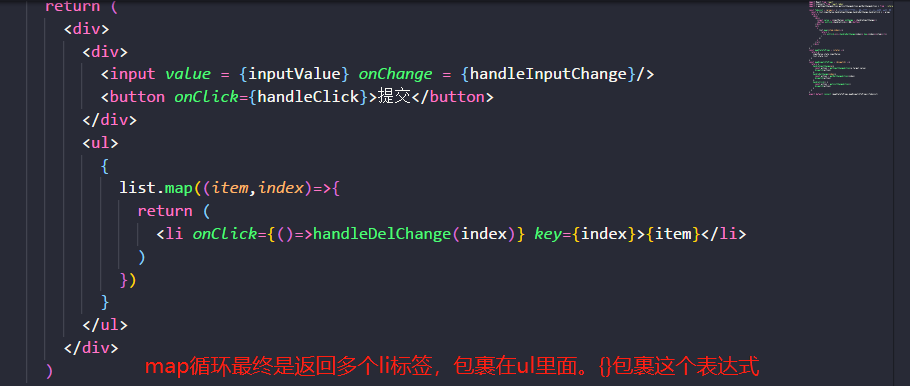 return (
<div>
<div>
<input value = {inputValue} onChange = {handleInputChange}/>
<button onClick={handleClick}>提交</button>
</div>
<ul>
{
list.map((item,index)=>{
return (
<li onClick={()=>handleDelChange(index)} key={index}>{item}</li>
)
})
}
</ul>
</div>
)
map循环最终是返回多个li标签，包裹在ul里面。{}包裹这个表达式